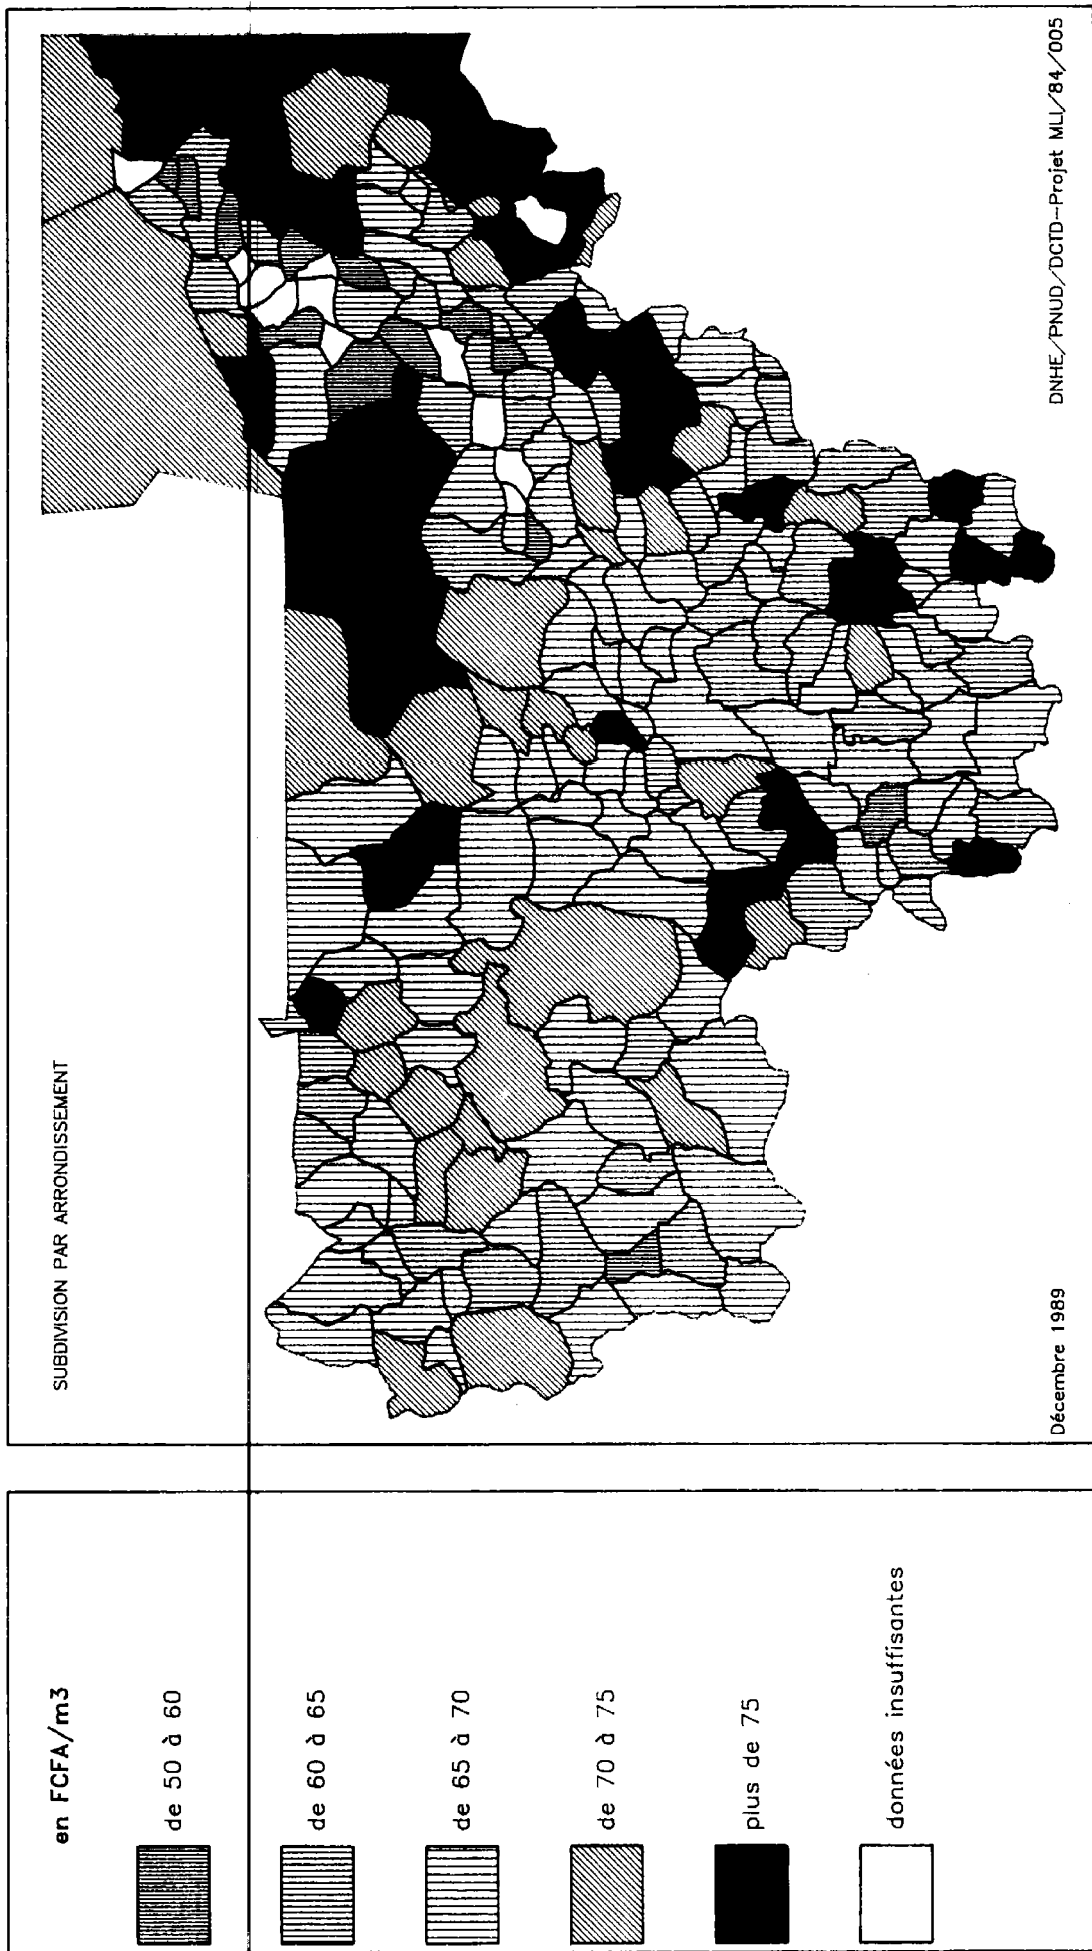 SUBDIVISION PAR ARRONDISSEMENT
Décembre 1989
DNHE/PNUD/DCTD-Projet MLI/84/005
en FCFA/m3
de 50 à 60
de 60 à 65
de 65 à 70
de 70 à 75
plus de 75
données insuffisantes